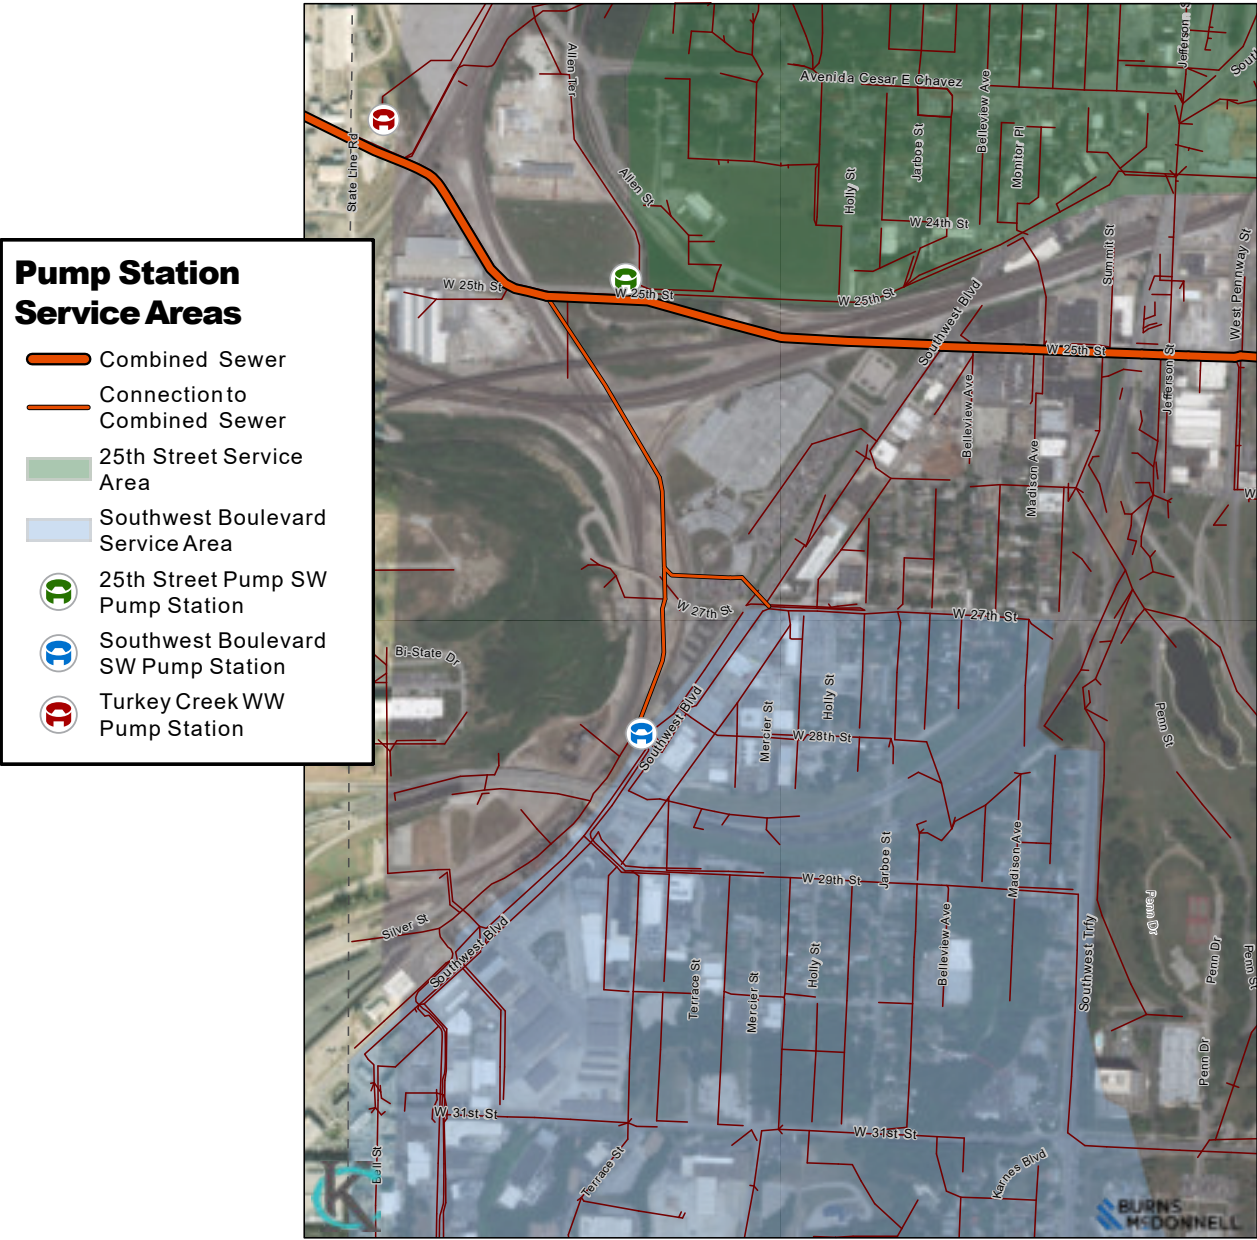 Pump Station
Service Areas
Combined Sewer
Connection to
Combined Sewer
25th Street Service
Area
Southwest Boulevard
Service Area
25th Street Pump SW
Pump Station
Southwest Boulevard
SW Pump Station
Turkey Creek WW
Pump Station
Allen Ter
Avenida Cesar E Chavez
Belleview Ave
Jefferson S
South
State Line Rd
Allen St
Holly St
Jarboe St
Monitor Pl
W 24th St
Summit St
West Pennway St
W 25th St
W 25th St
W 25th St
Southwest Blvd
W 25th St
Belleview Ave
Madison Ave
Jefferson St
W
W 27th St
W 27th St
Bi-State Dr
Southwest Blvd
Mercier St
Holly St
W 28th St
Penn St
Jarboe St
Madison Ave
W 29th St
Silver St
Southwest Blvd
Terrace St
Mercier St
Holly St
Belleview Ave
Southwest Trfy
Penn Dr
Penn Dr
Penn St
Penn Dr
W 31st St
W 31st St
Bell St
Terrace St
Karnes Blvd
K
BURNS
McDONNELL